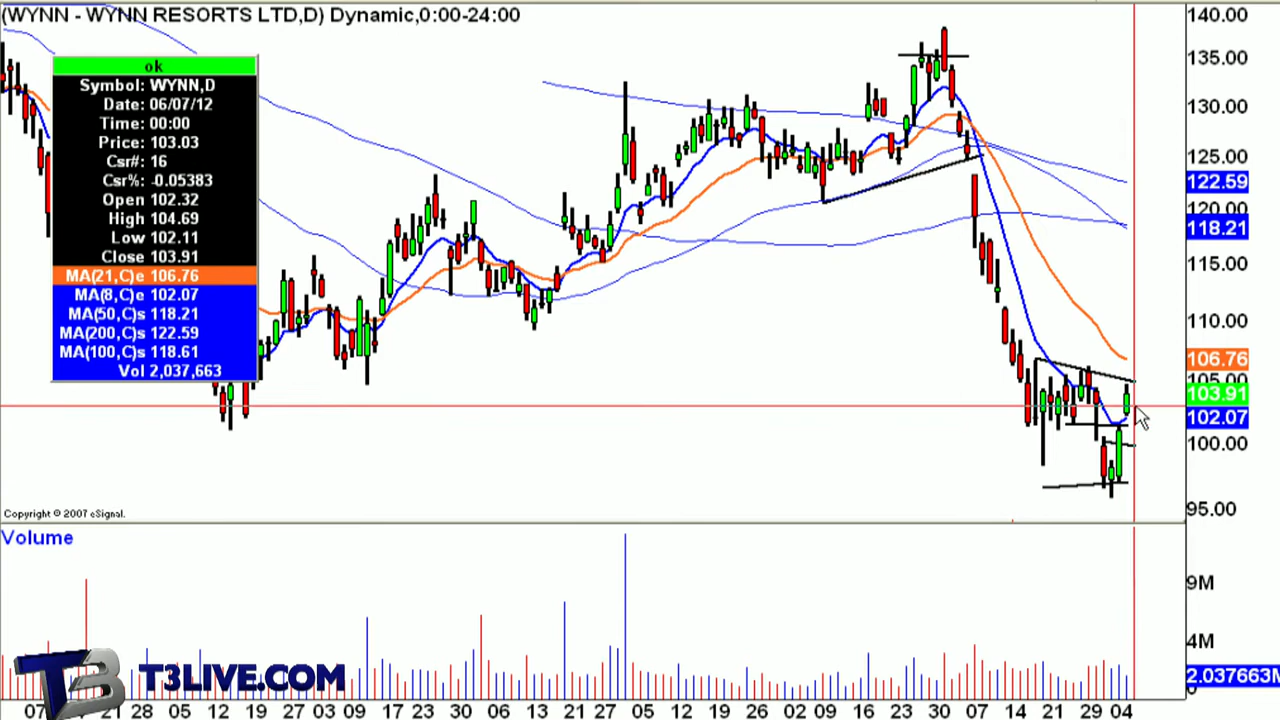 (WYNN - WYNN RESORTS LTD,D) Dynamic,0:00-24:00
ok
Symbol: WYNN,D
Date: 06/07/12
Time: 00:00
Price: 103.03
Csr#: 16
Csr%: -0.05383
Open 102.32
High 104.69
Low 102.11
Close 103.91
MA(21,C)e 106.76
MA(8,C)e 102.07
MA(50,C)s 118.21
MA(200,C)s 122.59
MA(100,C)s 118.61
Vol 2,037,663
140.00
135.00
130.00
125.00
122.59
120.00
118.21
115.00
110.00
106.76
105.00
103.91
102.07
100.00
95.00
Copyright © 2007 eSignal.
Volume
9M
4M
2.037663M
0
T3 T3LIVE.COM
07 21 28 05 12 19 27 03 09 17 23 30 06 13 21 27 05 12 19 26 02 09 16 23 30 07 14 21 29 04